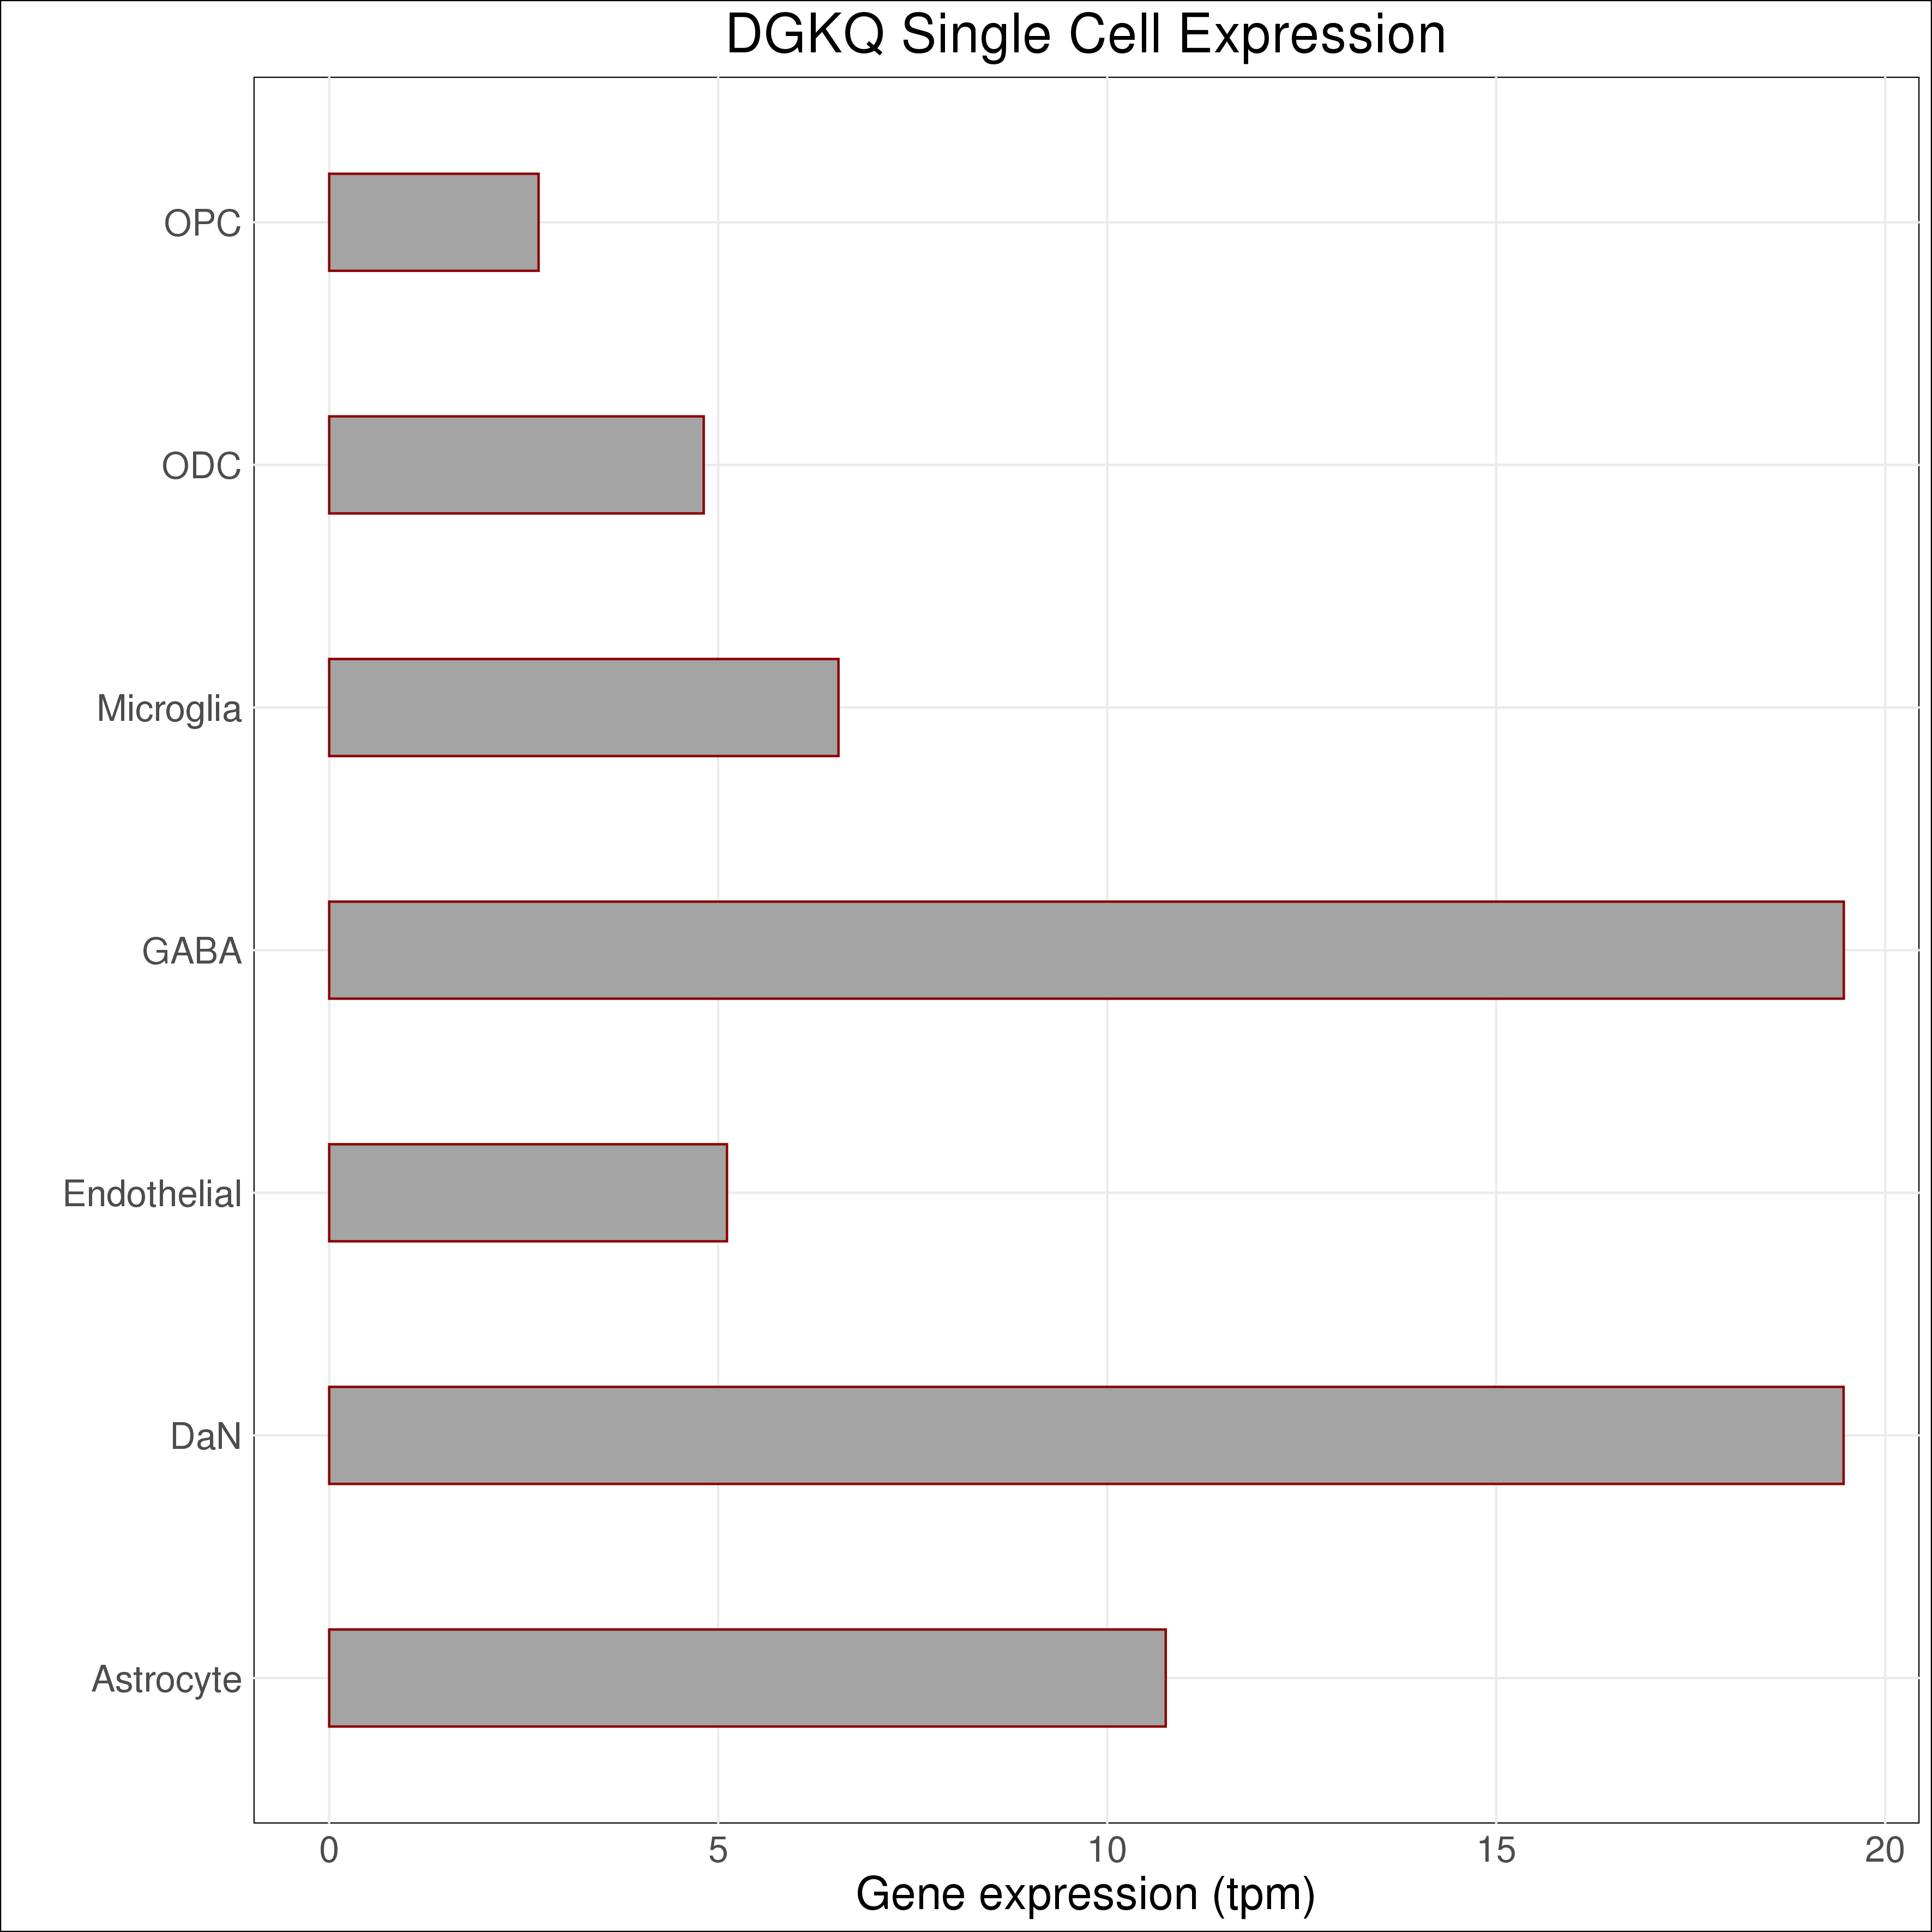 DGKQ Single Cell Expression
OPC
ODC
Microglia
GABA
Endothelial
DaN
Astrocyte
0 5 10 15 20
Gene expression (tpm)